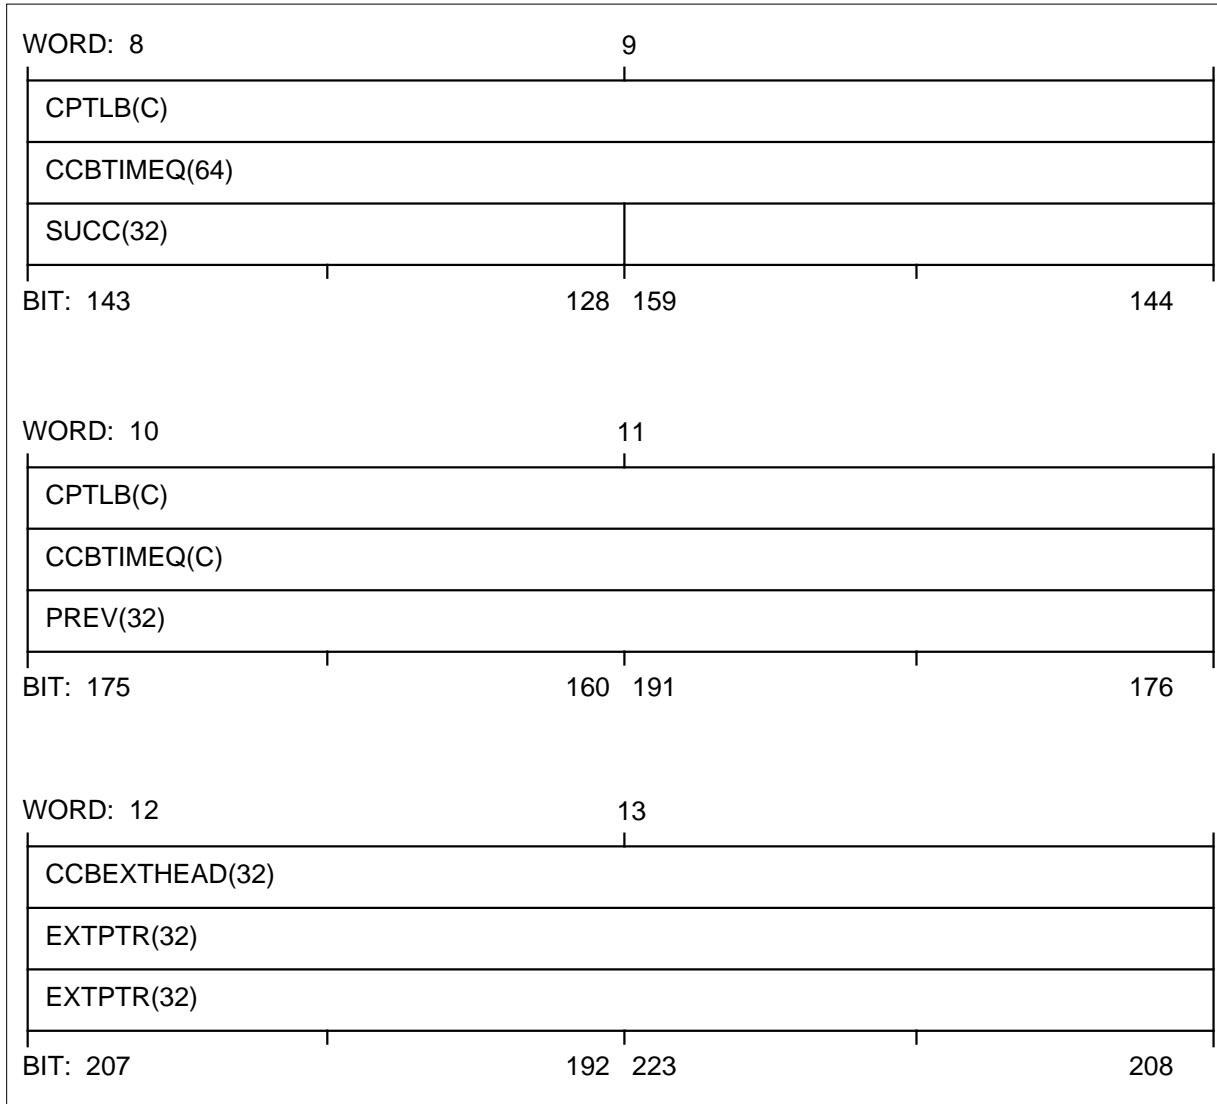 WORD: 8 9
CPTLB(C)
CCBTIMEQ(64)
SUCC(32)
BIT: 143 128 159 144
WORD: 10 11
CPTLB(C)
CCBTIMEQ(C)
PREV(32)
BIT: 175 160 191 176
WORD: 12 13
CCBEXTHEAD(32)
EXTPTR(32)
EXTPTR(32)
BIT: 207 192 223 208